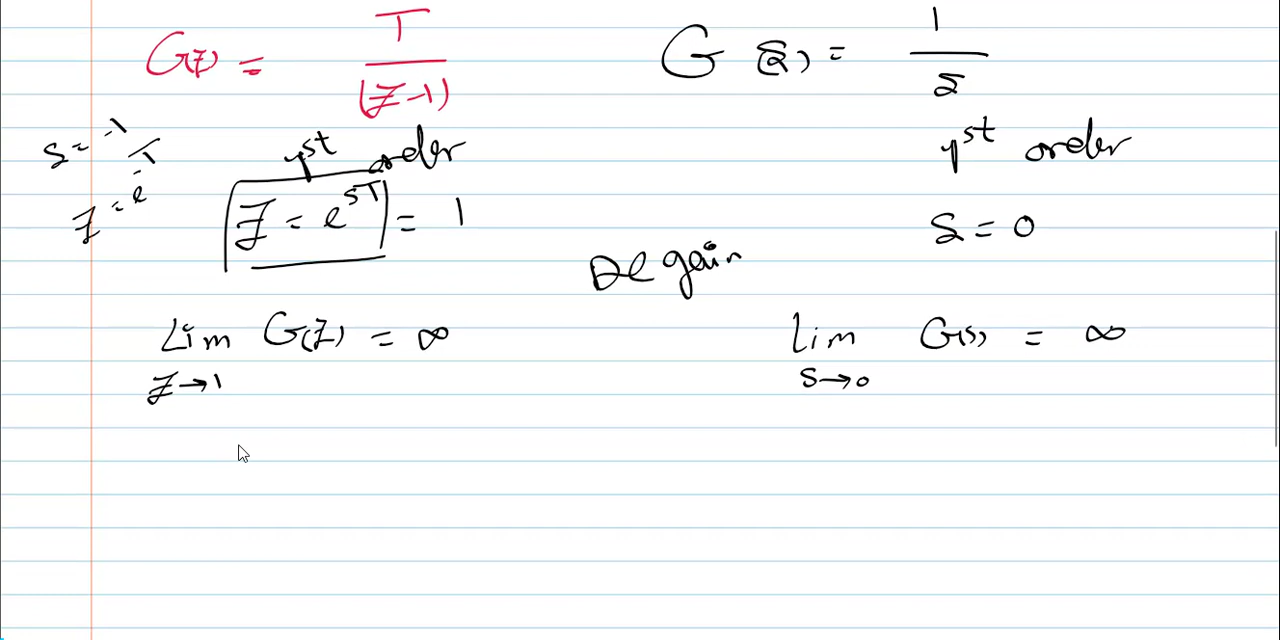 G(z) = T / (z-1)
G(s) = 1 / s
s = -1
z = e^-T
1st order
1st order
z = e^sT = 1
s = 0
DC gain
Lim G(z) = ∞
z→1
Lim G(s) = ∞
s→0